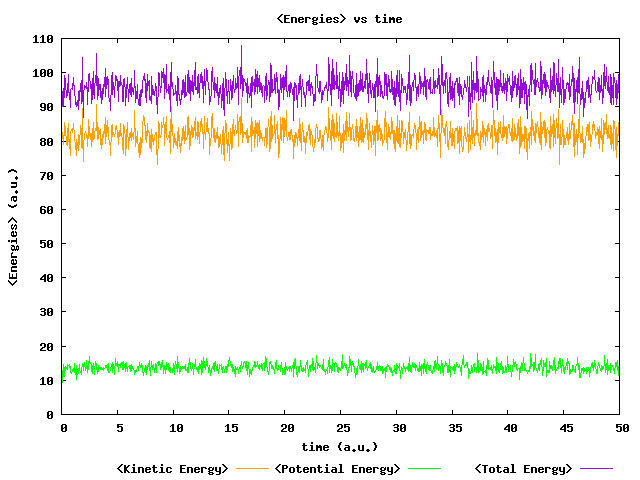 <Energies> vs time
110
100
90
80
70
60
50
40
30
20
10
0
<Energies> (a.u.)
0 5 10 15 20 25 30 35 40 45 50
time (a.u.)
<Kinetic Energy> <Potential Energy> <Total Energy>